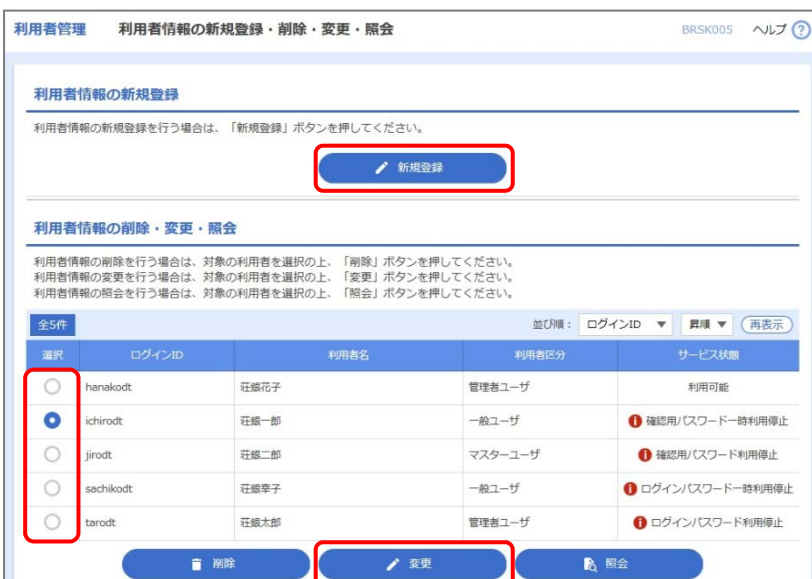 利用者管理 利用者情報の新規登録・削除・変更・照会 BRSK005 ヘルプ ?
利用者情報の新規登録
利用者情報の新規登録を行う場合は、「新規登録」ボタンを押してください。
新規登録
利用者情報の削除・変更・照会
利用者情報の削除を行う場合は、対象の利用者を選択の上、「削除」ボタンを押してください。
利用者情報の変更を行う場合は、対象の利用者を選択の上、「変更」ボタンを押してください。
利用者情報の照会を行う場合は、対象の利用者を選択の上、「照会」ボタンを押してください。
全5件 並び順： ログインID ▼ 昇順 ▼ 再表示
選択 ログインID 利用者名 利用者区分 サービス状態
hanakodt 荘銀花子 管理者ユーザ 利用可能
ichirodt 荘銀一郎 一般ユーザ 確認用パスワード一時利用停止
jirodt 荘銀二郎 マスターユーザ 確認用パスワード利用停止
sachikodt 荘銀幸子 一般ユーザ ログインパスワード一時利用停止
tarodt 荘銀太郎 管理者ユーザ ログインパスワード利用停止
削除 変更 照会